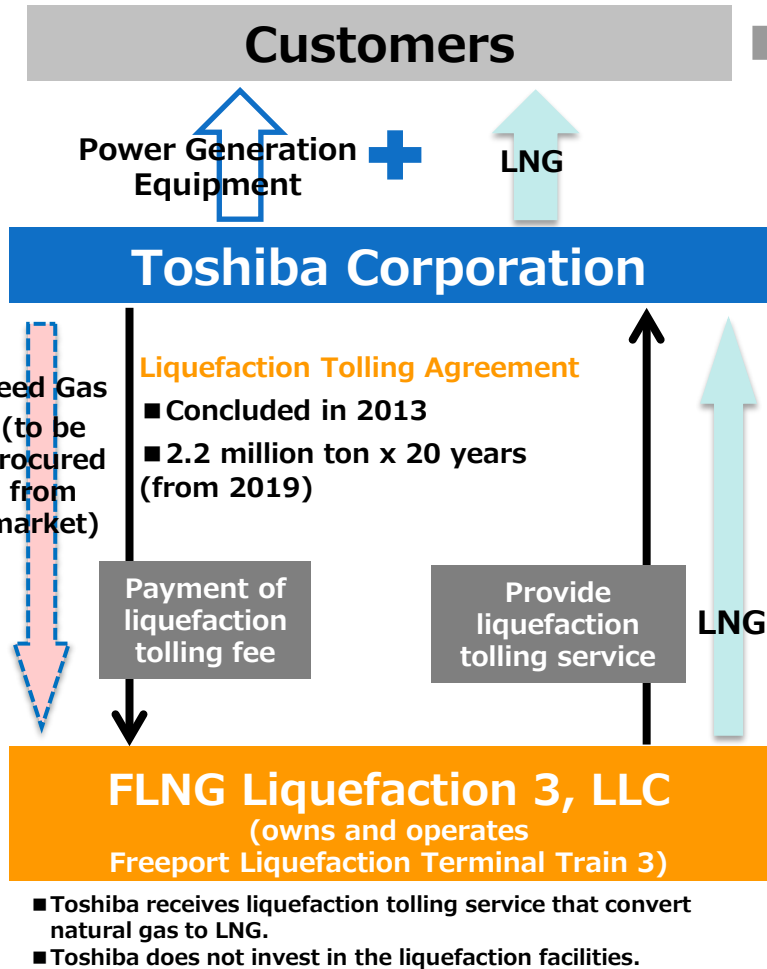 Customers
Power Generation
Equipment
LNG
Toshiba Corporation
eed Gas
(to be
rocured
from
market)
Liquefaction Tolling Agreement
■Concluded in 2013
■2.2 million ton x 20 years
(from 2019)
Payment of
liquefaction
tolling fee
Provide
liquefaction
tolling service
LNG
FLNG Liquefaction 3, LLC
(owns and operates
Freeport Liquefaction Terminal Train 3)
■Toshiba receives liquefaction tolling service that convert
natural gas to LNG.
■Toshiba does not invest in the liquefaction facilities.